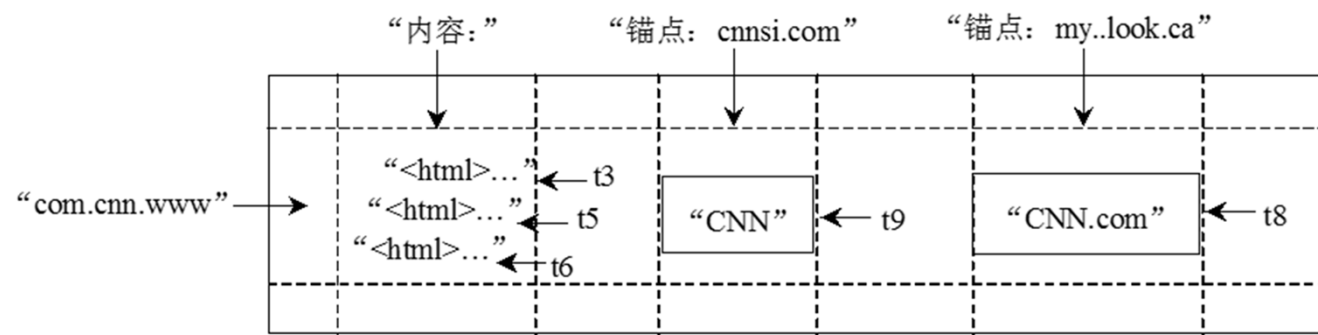 “内容：” “锚点：cnnsi.com” “锚点：my..look.ca”
“<html>…” t3
“com.cnn.www” “<html>…” t5 “CNN” t9 “CNN.com” t8
“<html>…” t6